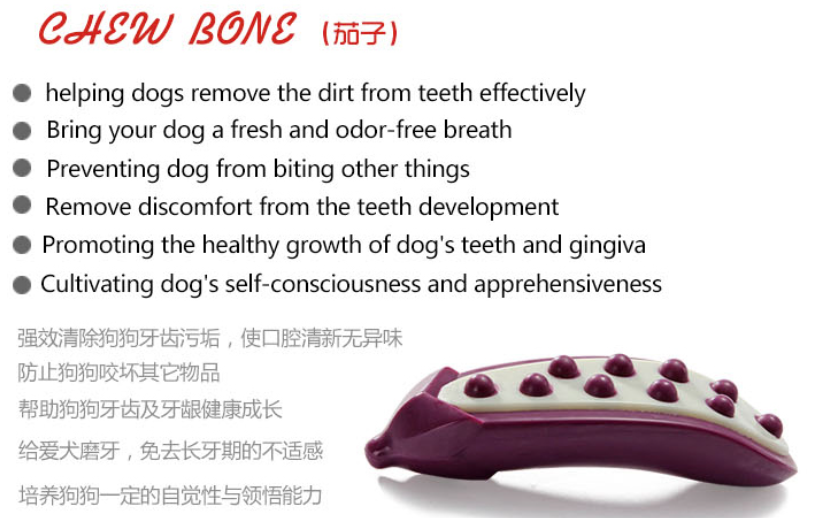 CHEW BONE (茄子)
helping dogs remove the dirt from teeth effectively
Bring your dog a fresh and odor-free breath
Preventing dog from biting other things
Remove discomfort from the teeth development
Promoting the healthy growth of dog's teeth and gingiva
Cultivating dog's self-consciousness and apprehensiveness
强效清除狗狗牙齿污垢，使口腔清新无异味
防止狗狗咬坏其它物品
帮助狗狗牙齿及牙龈健康成长
给爱犬磨牙，免去长牙期的不适感
培养狗狗一定的自觉性与领悟能力